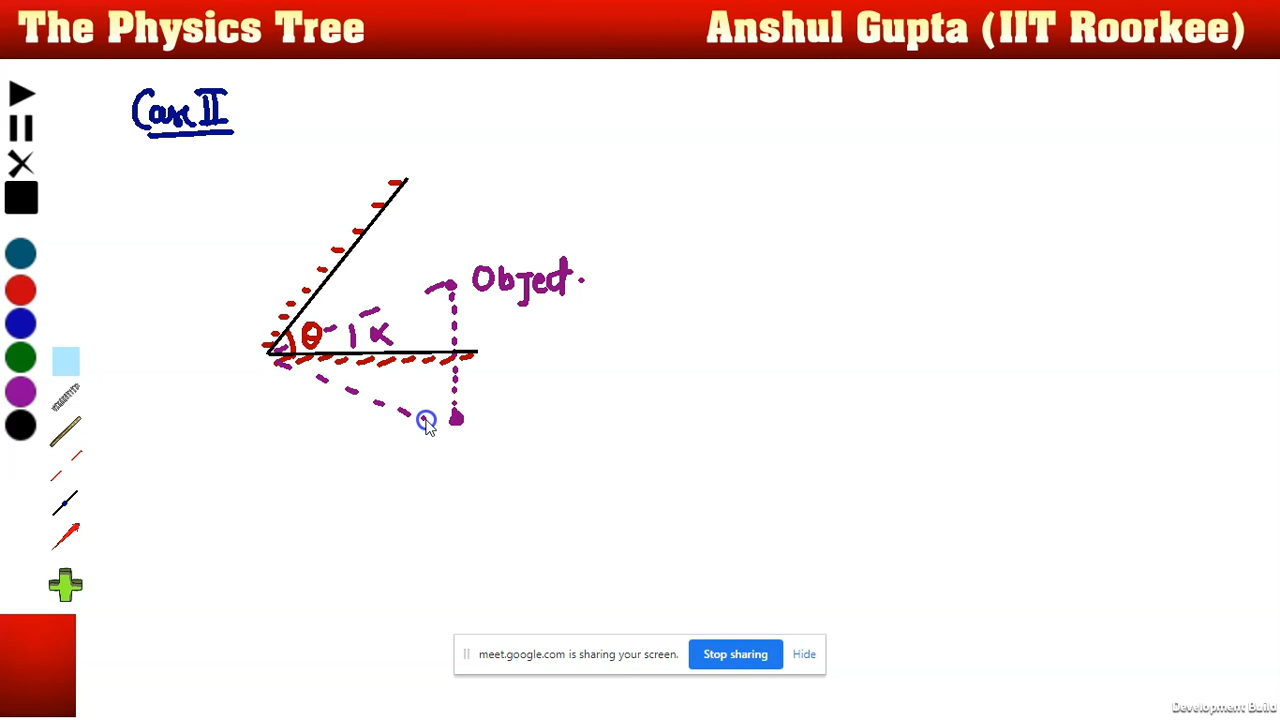 The Physics Tree
Anshul Gupta (IIT Roorkee)
Case II
Object.
θ
α
meet.google.com is sharing your screen.
Stop sharing
Hide
Development Build